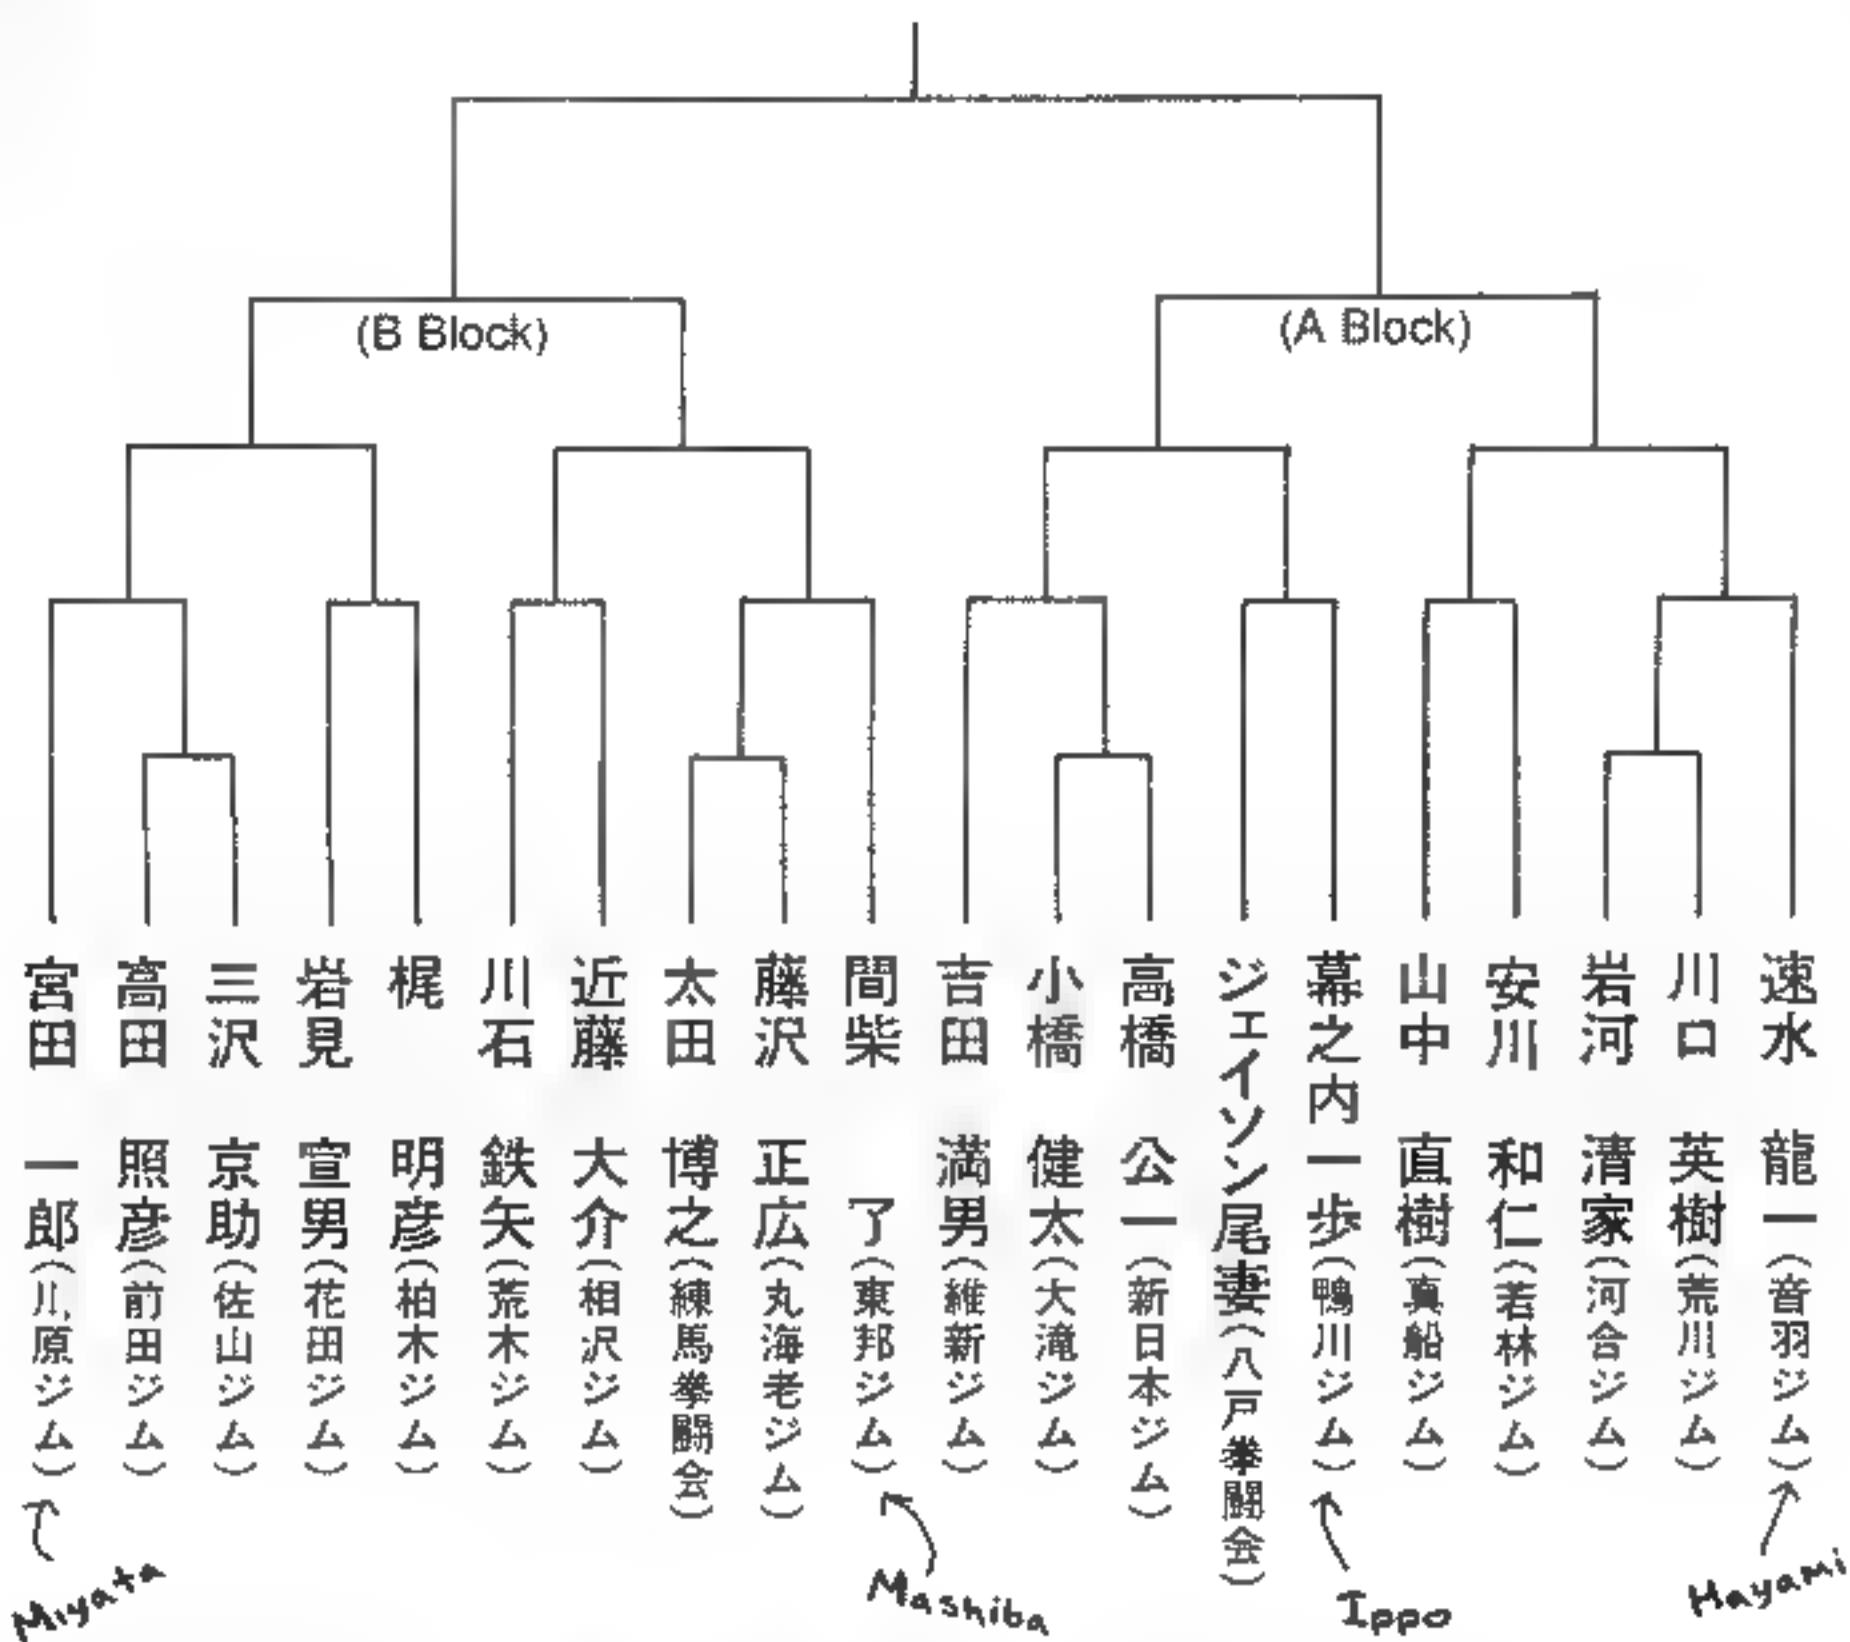 (B Block)
(A Block)
宮田 一郎(川原ジム)
高田 照彦(前田ジム)
三沢 京助(佐山ジム)
岩見 宣男(花田ジム)
梶 明彦(柏木ジム)
川石 鉄矢(荒木ジム)
近藤 大介(相沢ジム)
太田 博之(練馬拳闘会)
藤沢 正広(丸海老ジム)
間柴 了(東邦ジム)
吉田 満男(維新ジム)
小橋 健太(大滝ジム)
高橋 公一(新日本ジム)
ジェイソン尾妻(八戸拳闘会)
幕之内一歩(鴨川ジム)
山中 直樹(真船ジム)
安川 和仁(若林ジム)
岩河 清家(河合ジム)
川口 英樹(荒川ジム)
速水 龍一(音羽ジム)
Miyata
Mashiba
Ippo
Hayami